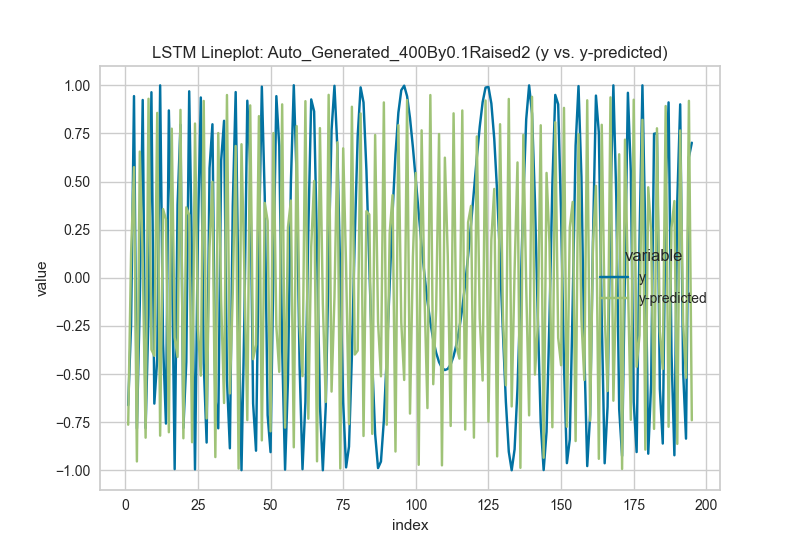 LSTM Lineplot: Auto_Generated_400By0.1Raised2 (y vs. y-predicted)
1.00
0.75
0.50
0.25
0.00
−0.25
−0.50
−0.75
−1.00
value
variable
y
y-predicted
0 25 50 75 100 125 150 175 200
index